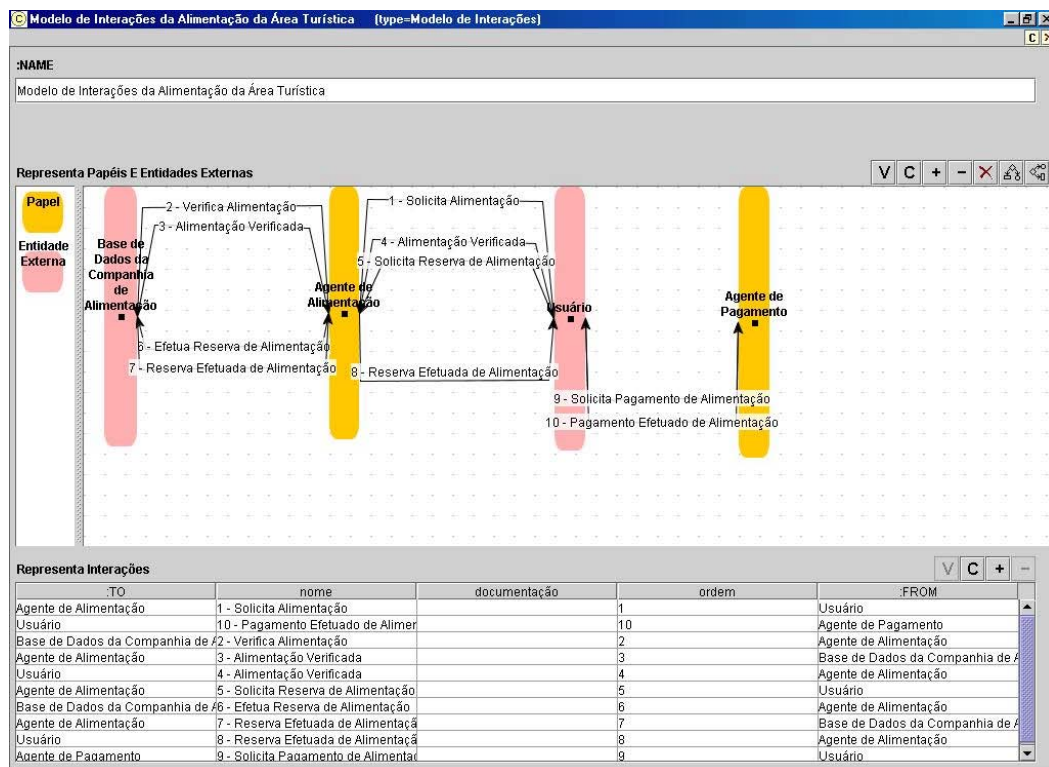 Modelo de Interações da Alimentação da Área Turística (type=Modelo de Interações)
:NAME
Modelo de Interações da Alimentação da Área Turística
Representa Papéis E Entidades Externas
V C + -
Papel
Entidade
Externa
Base de
Dados da
Companhia
de
Alimentação
2 - Verifica Alimentação
3 - Alimentação Verificada
6 - Efetua Reserva de Alimentação
7 - Reserva Efetuada de Alimentação
Agente de
Alimentação
1 - Solicita Alimentação
4 - Alimentação Verificada
5 - Solicita Reserva de Alimentação
8 - Reserva Efetuada de Alimentação
Usuário
Agente de
Pagamento
9 - Solicita Pagamento de Alimentação
10 - Pagamento Efetuado de Alimentação
Representa Interações
V C + -
:TO nome documentação ordem :FROM
Agente de Alimentação 1 - Solicita Alimentação 1 Usuário
Usuário 10 - Pagamento Efetuado de Alimer 10 Agente de Pagamento
Base de Dados da Companhia de A 2 - Verifica Alimentação 2 Agente de Alimentação
Agente de Alimentação 3 - Alimentação Verificada 3 Base de Dados da Companhia de A
Usuário 4 - Alimentação Verificada 4 Agente de Alimentação
Agente de Alimentação 5 - Solicita Reserva de Alimentação 5 Usuário
Base de Dados da Companhia de A 6 - Efetua Reserva de Alimentação 6 Agente de Alimentação
Agente de Alimentação 7 - Reserva Efetuada de Alimentaçã 7 Base de Dados da Companhia de A
Usuário 8 - Reserva Efetuada de Alimentaçã 8 Agente de Alimentação
Agente de Pagamento 9 - Solicita Pagamento de Alimentac 9 Usuário